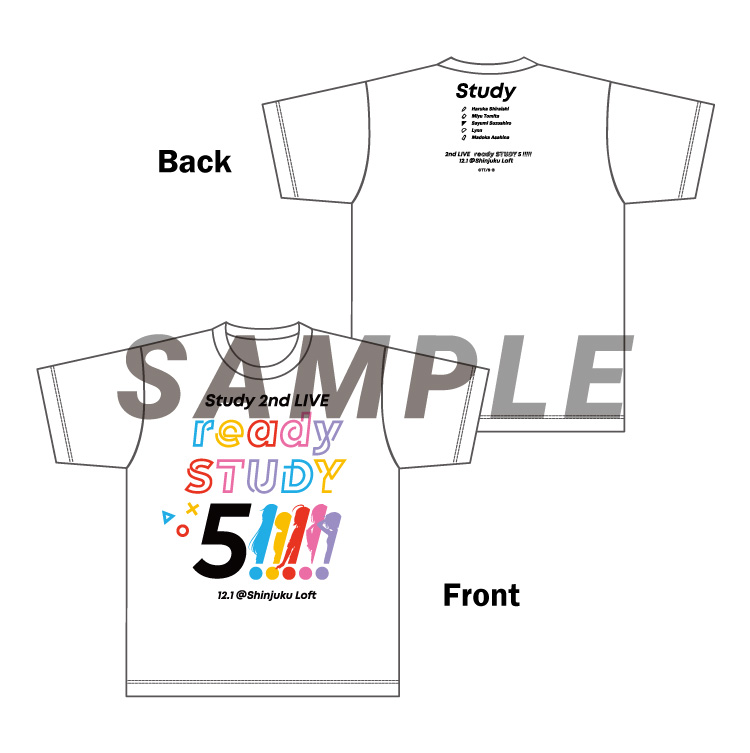 Back
Study
Haruka Shiraishi
Miyu Tomita
Sayumi Suzushiro
Lynn
Madoka Asahina
2nd LIVE ready STUDY 5 !!!!!
12.1 @Shinjuku Loft
SAMPLE
Study 2nd LIVE
ready
STUDY
5!!!!!
12.1 @Shinjuku Loft
Front